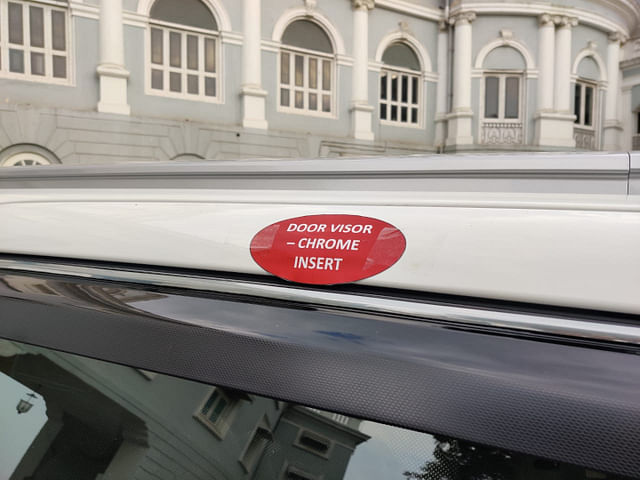 DOOR VISOR
– CHROME
INSERT